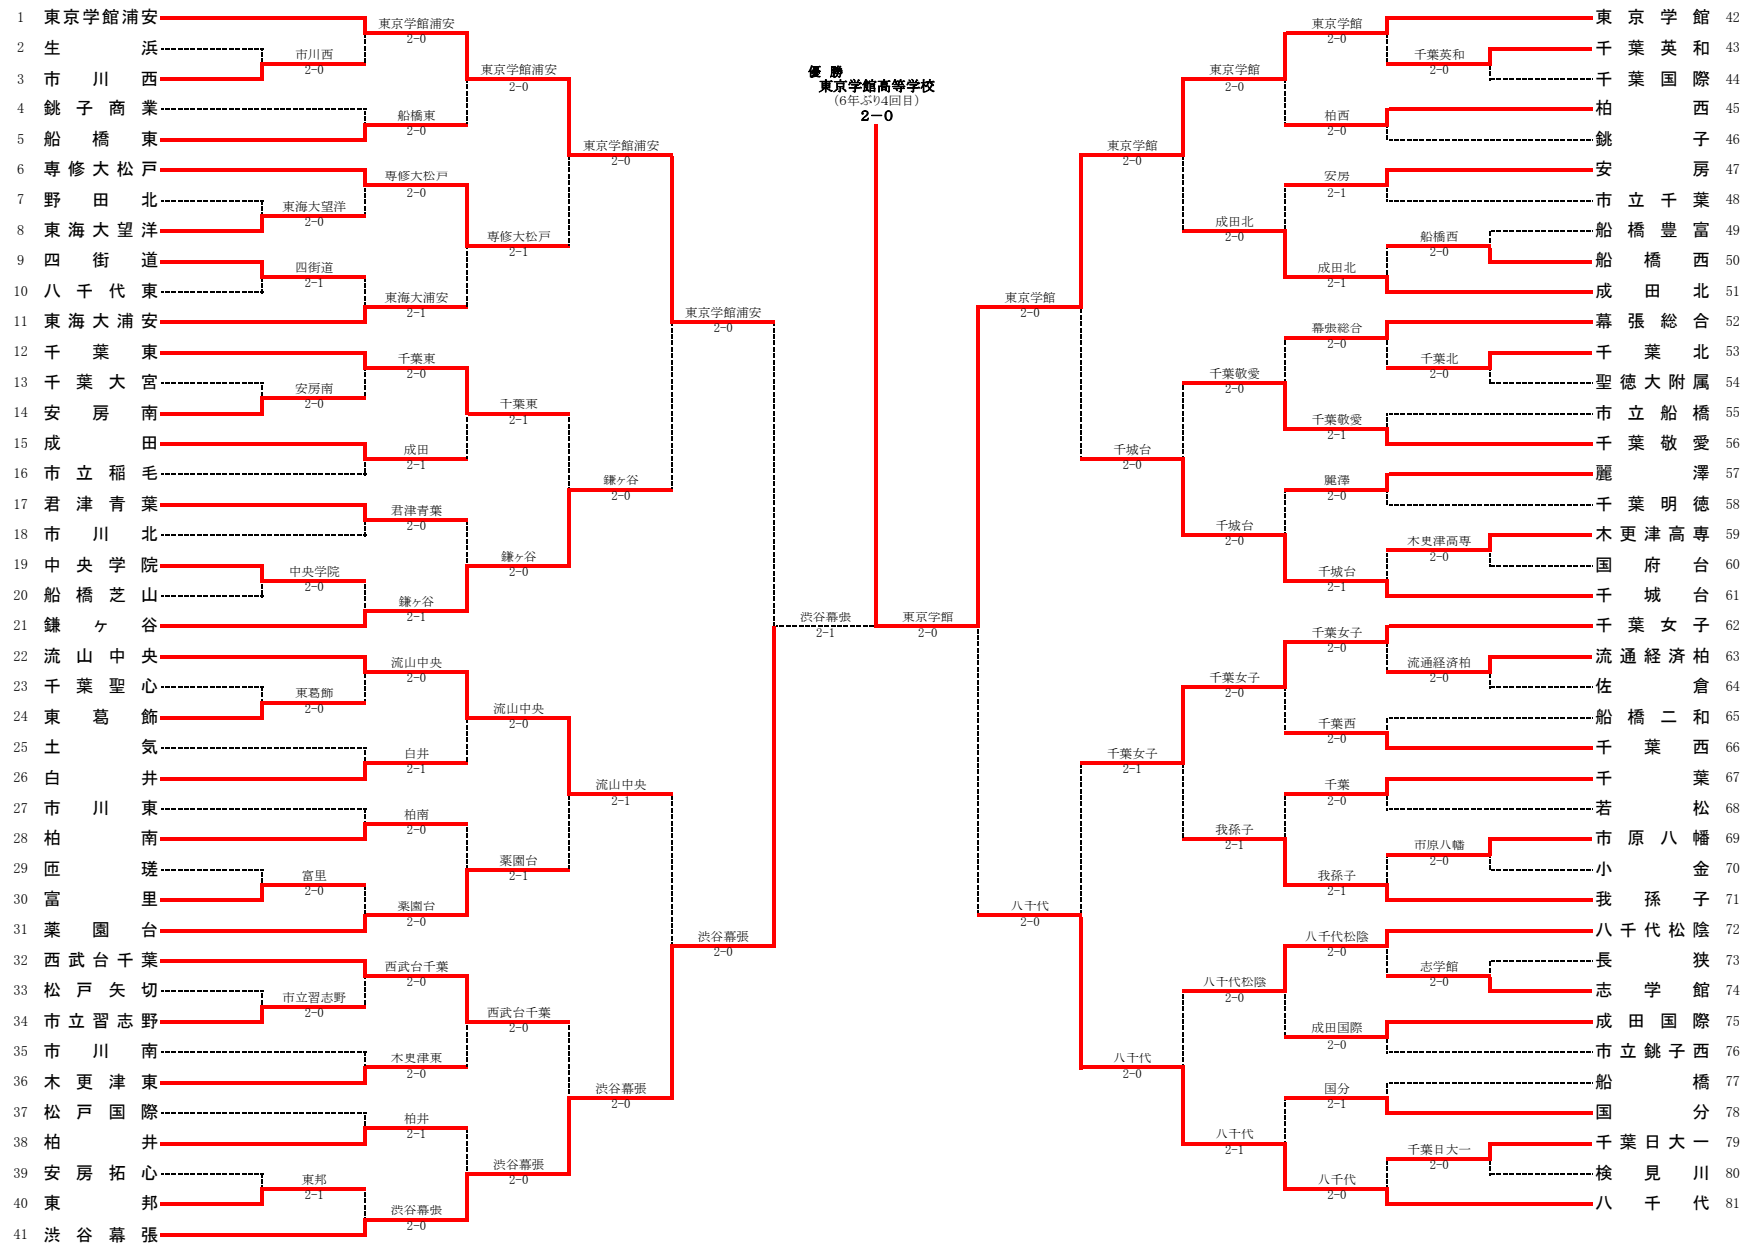 優 勝
東京学館高等学校
(6年ぶり4回目)
2－0
1 東京学館浦安
2 生浜
3 市川西
4 銚子商業
5 船橋東
6 専修大松戸
7 野田北
8 東海大望洋
9 四街道
10 八千代東
11 東海大浦安
12 千葉東
13 千葉大宮
14 安房南
15 成田
16 市立稲毛
17 君津青葉
18 市川北
19 中央学院
20 船橋芝山
21 鎌ヶ谷
22 流山中央
23 千葉聖心
24 東葛飾
25 土気
26 白井
27 市川東
28 柏南
29 匝瑳
30 富里
31 薬園台
32 西武台千葉
33 松戸矢切
34 市立習志野
35 市川南
36 木更津東
37 松戸国際
38 柏井
39 安房拓心
40 東邦
41 渋谷幕張
市川西
2-0
東海大望洋
2-0
四街道
2-1
安房南
2-0
中央学院
2-0
東葛飾
2-0
富里
2-0
市立習志野
2-0
東邦
2-1
東京学館浦安
2-0
船橋東
2-0
専修大松戸
2-0
東海大浦安
2-1
千葉東
2-0
成田
2-1
君津青葉
2-0
鎌ヶ谷
2-1
流山中央
2-0
白井
2-1
柏南
2-0
薬園台
2-0
西武台千葉
2-0
木更津東
2-0
柏井
2-1
渋谷幕張
2-0
東京学館浦安
2-0
専修大松戸
2-1
千葉東
2-1
鎌ヶ谷
2-0
流山中央
2-0
薬園台
2-1
西武台千葉
2-0
渋谷幕張
2-0
東京学館浦安
2-0
鎌ヶ谷
2-0
流山中央
2-1
渋谷幕張
2-0
東京学館浦安
2-0
渋谷幕張
2-0
渋谷幕張
2-1
東京学館
2-0
東京学館
2-0
八千代
2-0
東京学館
2-0
千城台
2-0
千葉女子
2-1
八千代
2-0
東京学館
2-0
成田北
2-0
千葉敬愛
2-0
千城台
2-0
千葉女子
2-0
我孫子
2-1
八千代松陰
2-0
八千代
2-1
東京学館
2-0
柏西
2-0
安房
2-1
成田北
2-1
幕張総合
2-0
千葉敬愛
2-1
麗澤
2-0
千城台
2-1
千葉女子
2-0
千葉西
2-0
千葉
2-0
我孫子
2-1
八千代松陰
2-0
成田国際
2-0
国分
2-1
八千代
2-0
千葉英和
2-0
船橋西
2-0
千葉北
2-0
木更津高専
2-0
流通経済柏
2-0
市原八幡
2-0
志学館
2-0
千葉日大一
2-0
東京学館 42
千葉英和 43
千葉国際 44
柏西 45
銚子 46
安房 47
市立千葉 48
船橋豊富 49
船橋西 50
成田北 51
幕張総合 52
千葉北 53
聖徳大附属 54
市立船橋 55
千葉敬愛 56
麗澤 57
千葉明徳 58
木更津高専 59
国府台 60
千城台 61
千葉女子 62
流通経済柏 63
佐倉 64
船橋二和 65
千葉西 66
千葉 67
若松 68
市原八幡 69
小金 70
我孫子 71
八千代松陰 72
長狭 73
志学館 74
成田国際 75
市立銚子西 76
船橋 77
国分 78
千葉日大一 79
検見川 80
八千代 81